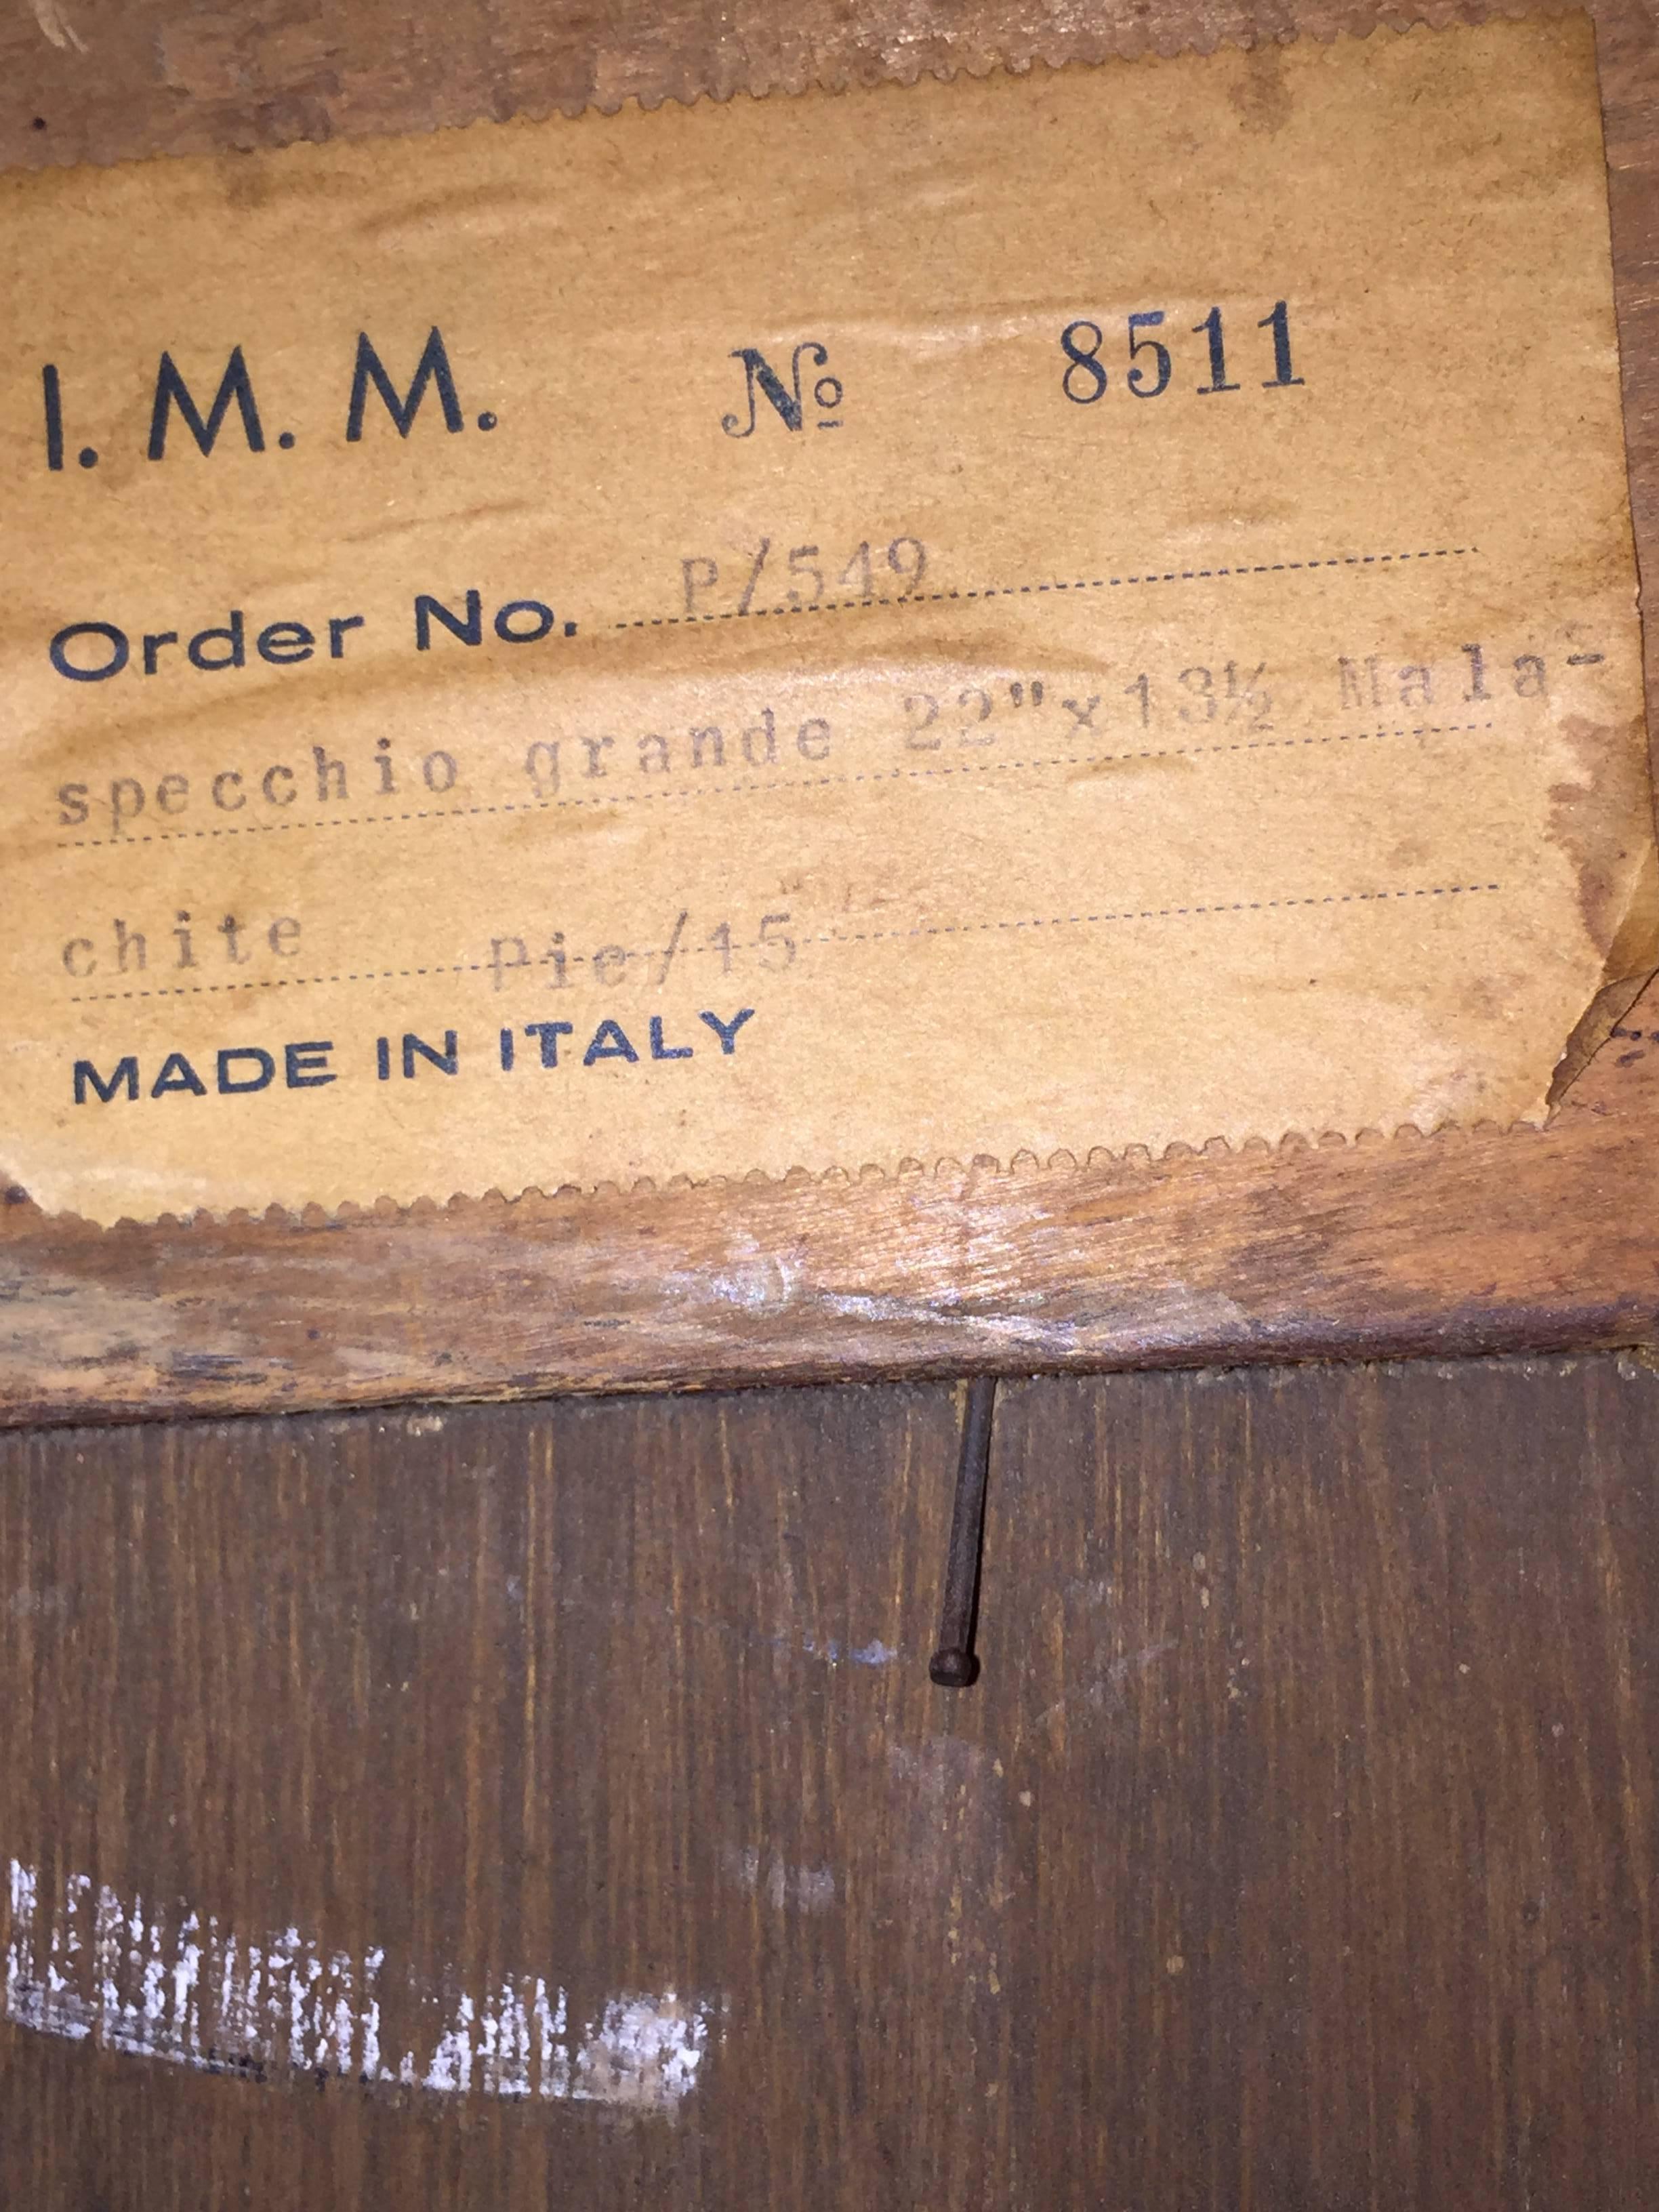 I. M. M. № 8511
Order No. P/549
specchio grande 22"x13½ Mala-
chite Pie/15
MADE IN ITALY